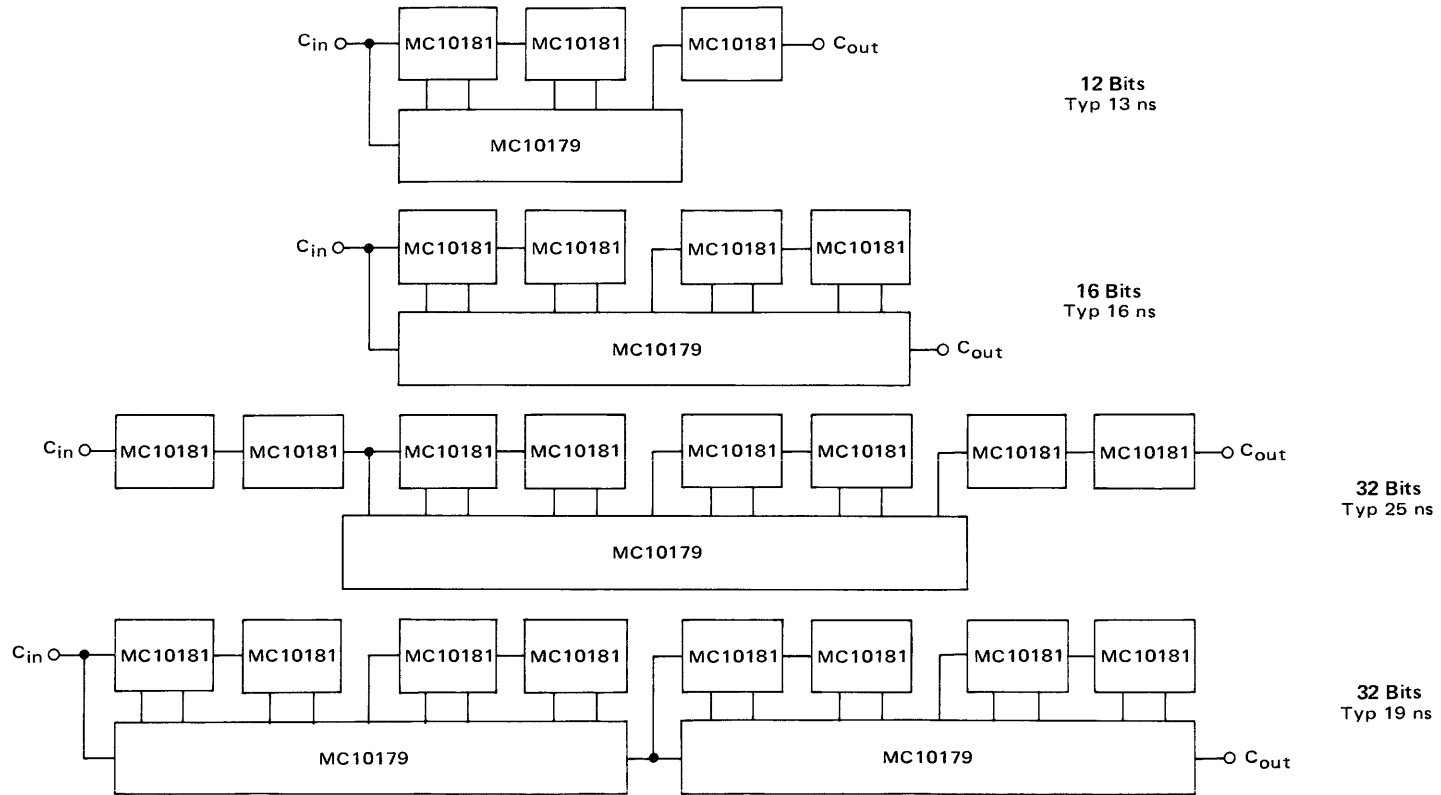 Cin MC10181 MC10181 MC10181 Cout
12 Bits
Typ 13 ns
MC10179
Cin MC10181 MC10181 MC10181 MC10181
16 Bits
Typ 16 ns
MC10179 Cout
Cin MC10181 MC10181 MC10181 MC10181 MC10181 MC10181 MC10181 MC10181 Cout
32 Bits
Typ 25 ns
MC10179
Cin MC10181 MC10181 MC10181 MC10181 MC10181 MC10181 MC10181 MC10181
32 Bits
Typ 19 ns
MC10179 MC10179 Cout